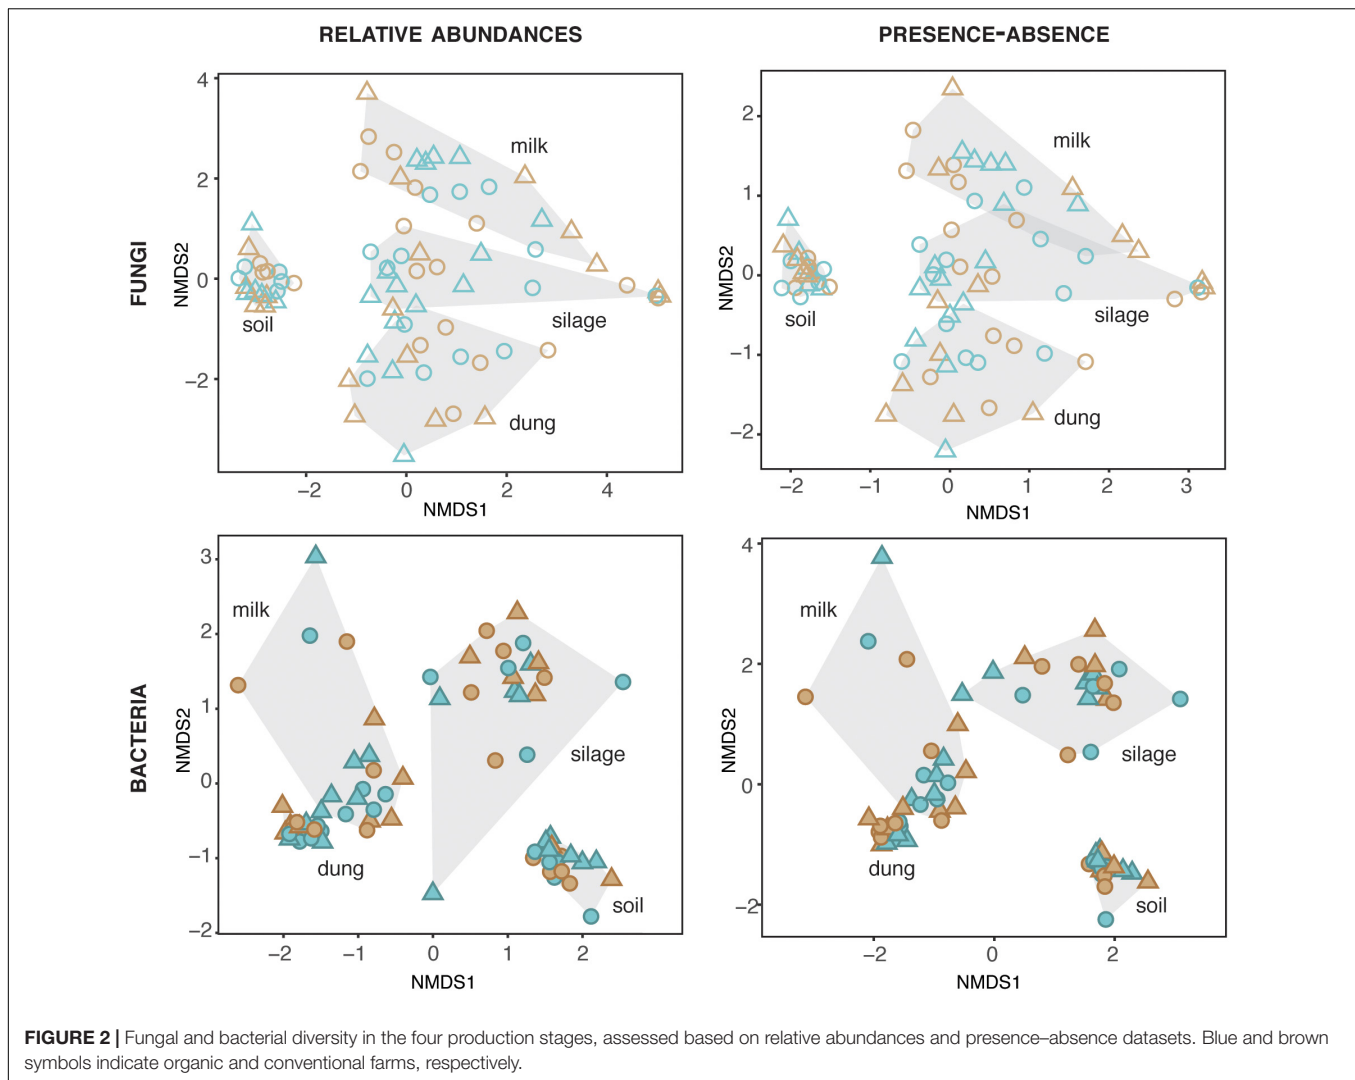 RELATIVE ABUNDANCES
PRESENCE-ABSENCE
FUNGI
NMDS2
4
2
0
−2
milk
soil
silage
dung
−2
0
2
4
NMDS1
NMDS2
2
1
0
−1
−2
milk
soil
silage
dung
−2
−1
0
1
2
3
NMDS1
BACTERIA
NMDS2
3
2
1
0
−1
−2
milk
silage
dung
soil
−2
−1
0
1
2
NMDS1
NMDS2
4
2
0
−2
milk
silage
dung
soil
−2
0
2
NMDS1
FIGURE 2 | Fungal and bacterial diversity in the four production stages, assessed based on relative abundances and presence–absence datasets. Blue and brown
symbols indicate organic and conventional farms, respectively.